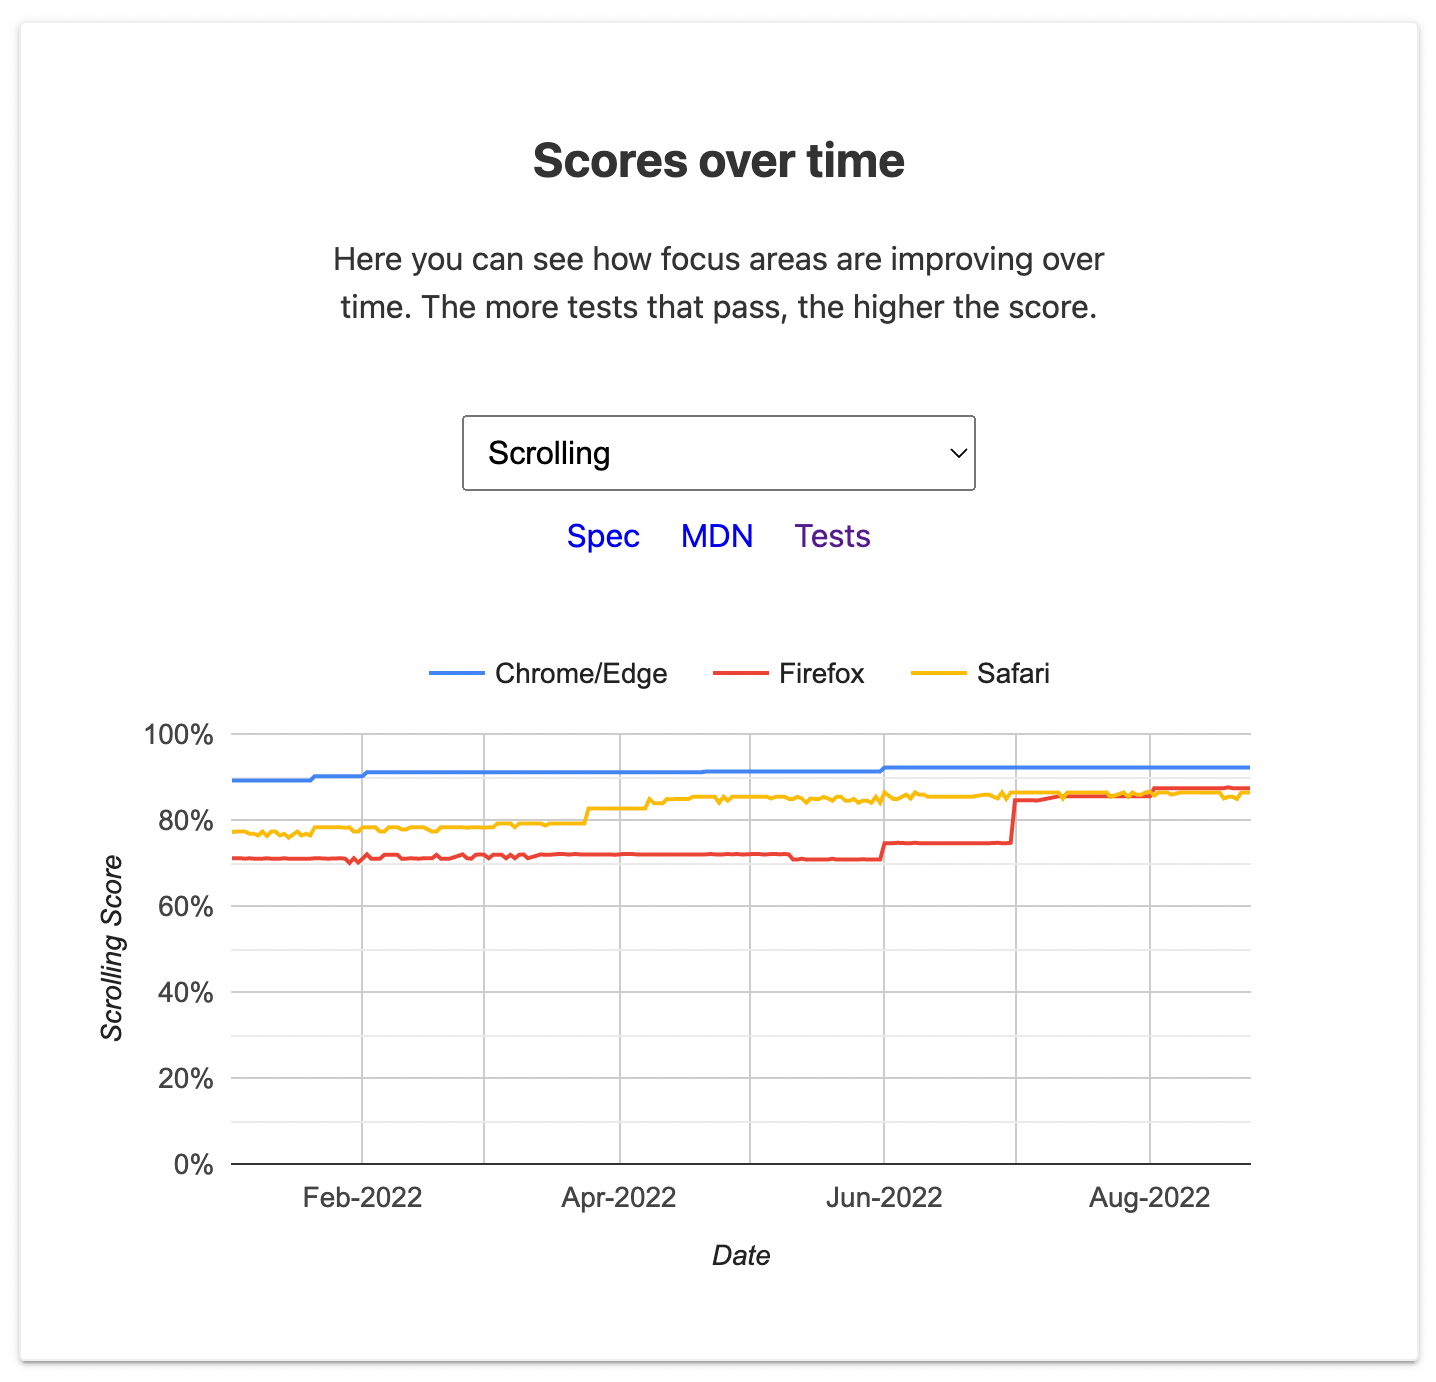 Scores over time
Here you can see how focus areas are improving over
time. The more tests that pass, the higher the score.
Scrolling
Spec MDN Tests
Chrome/Edge Firefox Safari
100%
80%
60%
40%
20%
0%
Scrolling Score
Feb-2022 Apr-2022 Jun-2022 Aug-2022
Date